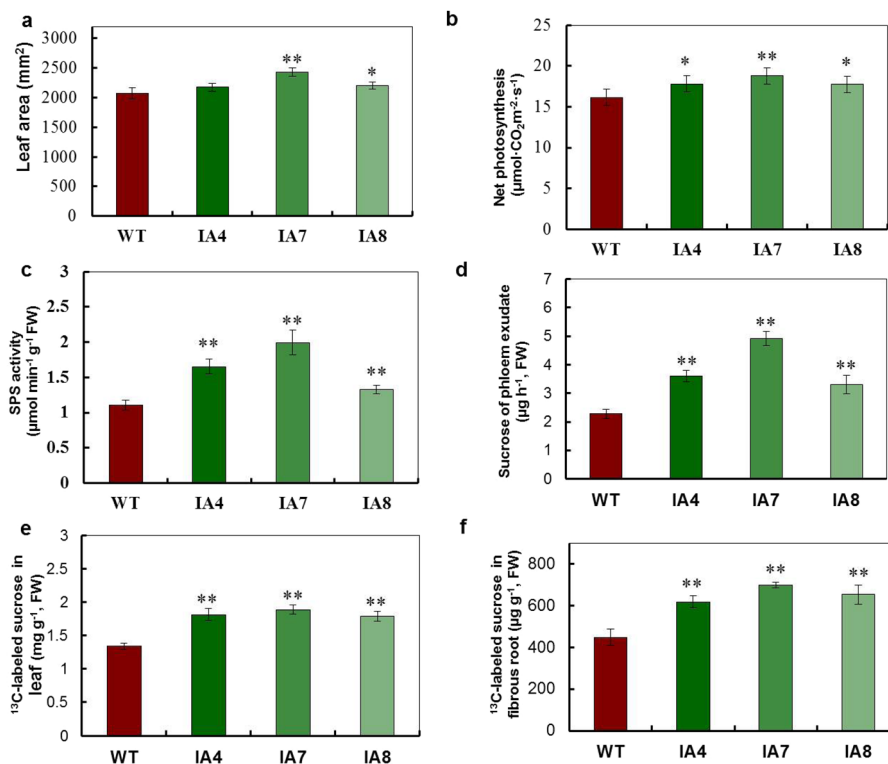 a
Leaf area (mm²)
3000
2500
2000
1500
1000
500
0
**
*
WT IA4 IA7 IA8
b
Net photosynthesis
(μmol·CO₂m⁻²·s⁻¹)
25
20
15
10
5
0
*
**
*
WT IA4 IA7 IA8
c
SPS activity
(μmol min⁻¹ g⁻¹ FW)
3
2.5
2
1.5
1
0.5
0
**
**
**
WT IA4 IA7 IA8
d
Sucrose of phloem exudate
(μg h⁻¹, FW)
7
6
5
4
3
2
1
0
**
**
**
WT IA4 IA7 IA8
e
¹³C-labeled sucrose in
leaf (mg g⁻¹, FW)
3
2.5
2
1.5
1
0.5
0
**
**
**
WT IA4 IA7 IA8
f
¹³C-labeled sucrose in
fibrous root (μg g⁻¹, FW)
800
600
400
200
0
**
**
**
WT IA4 IA7 IA8